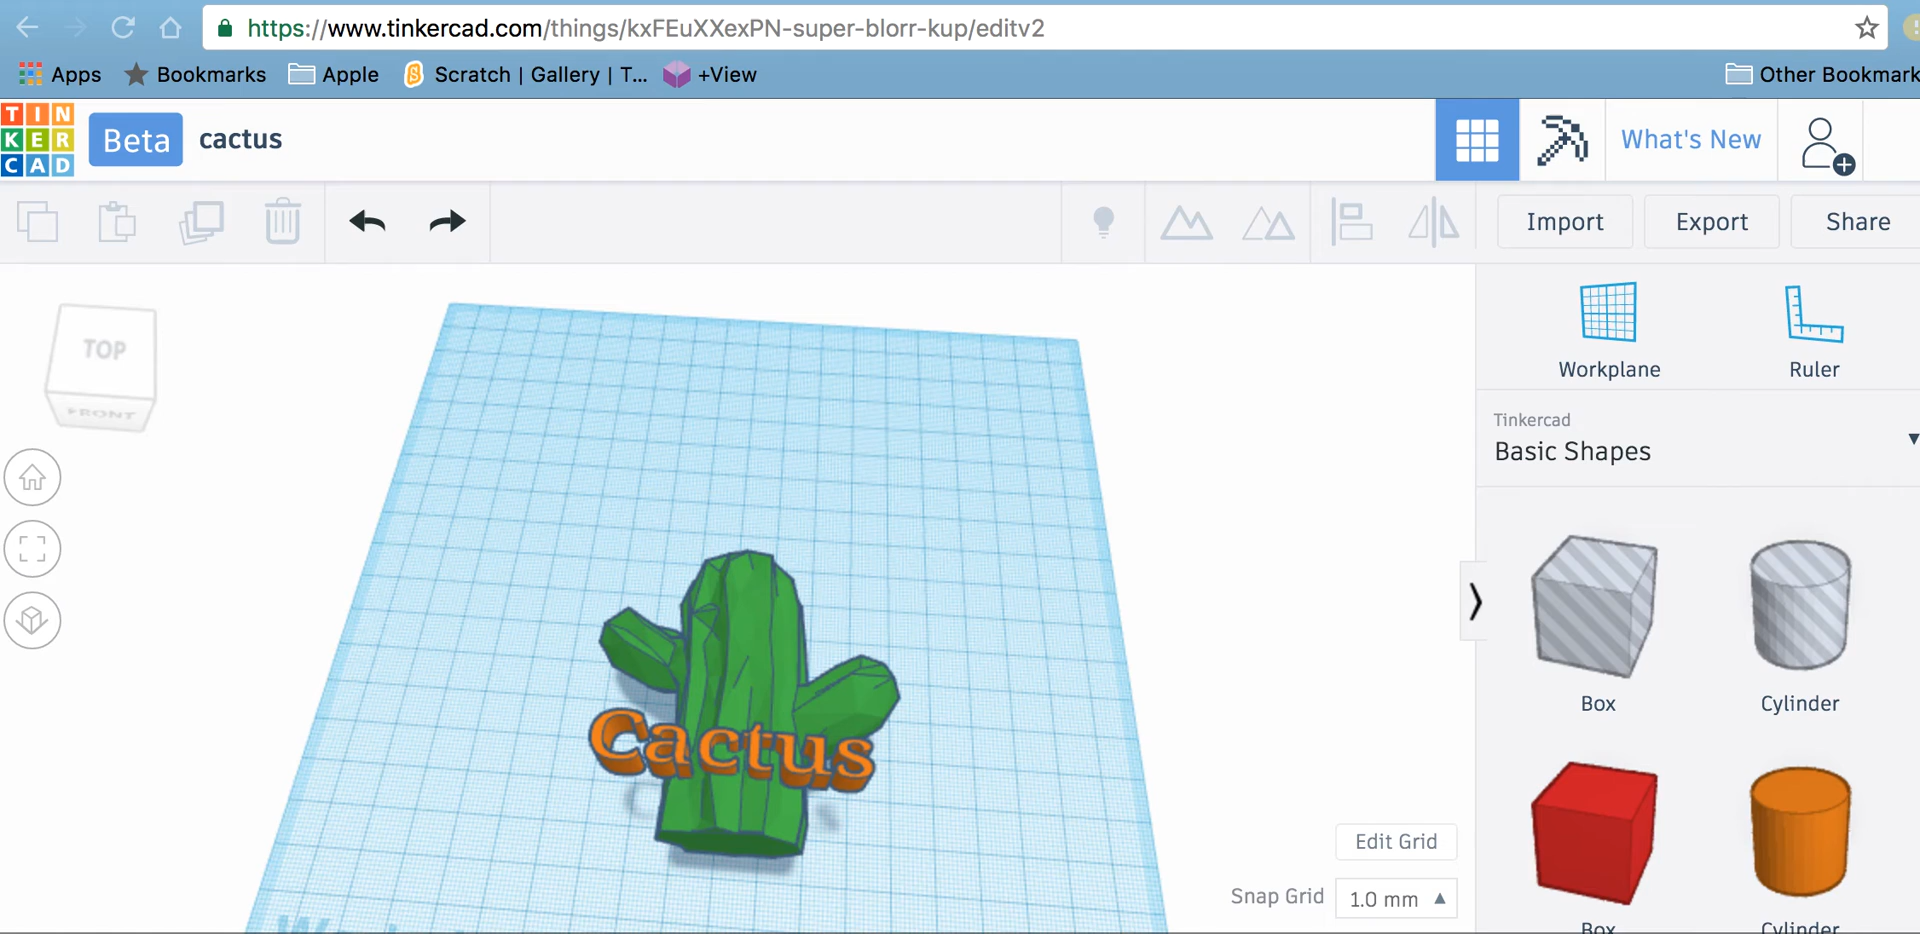 https://www.tinkercad.com/things/kxFEuXXexPN-super-blorr-kup/editv2
Apps Bookmarks Apple Scratch | Gallery | T... +View Other Bookmark
TIN
KER
CAD
Beta cactus What's New
Import Export Share
TOP
FRONT
Workplane Ruler
Tinkercad
Basic Shapes
Box Cylinder
Cactus
Edit Grid
Snap Grid 1.0 mm
Box Cylinder